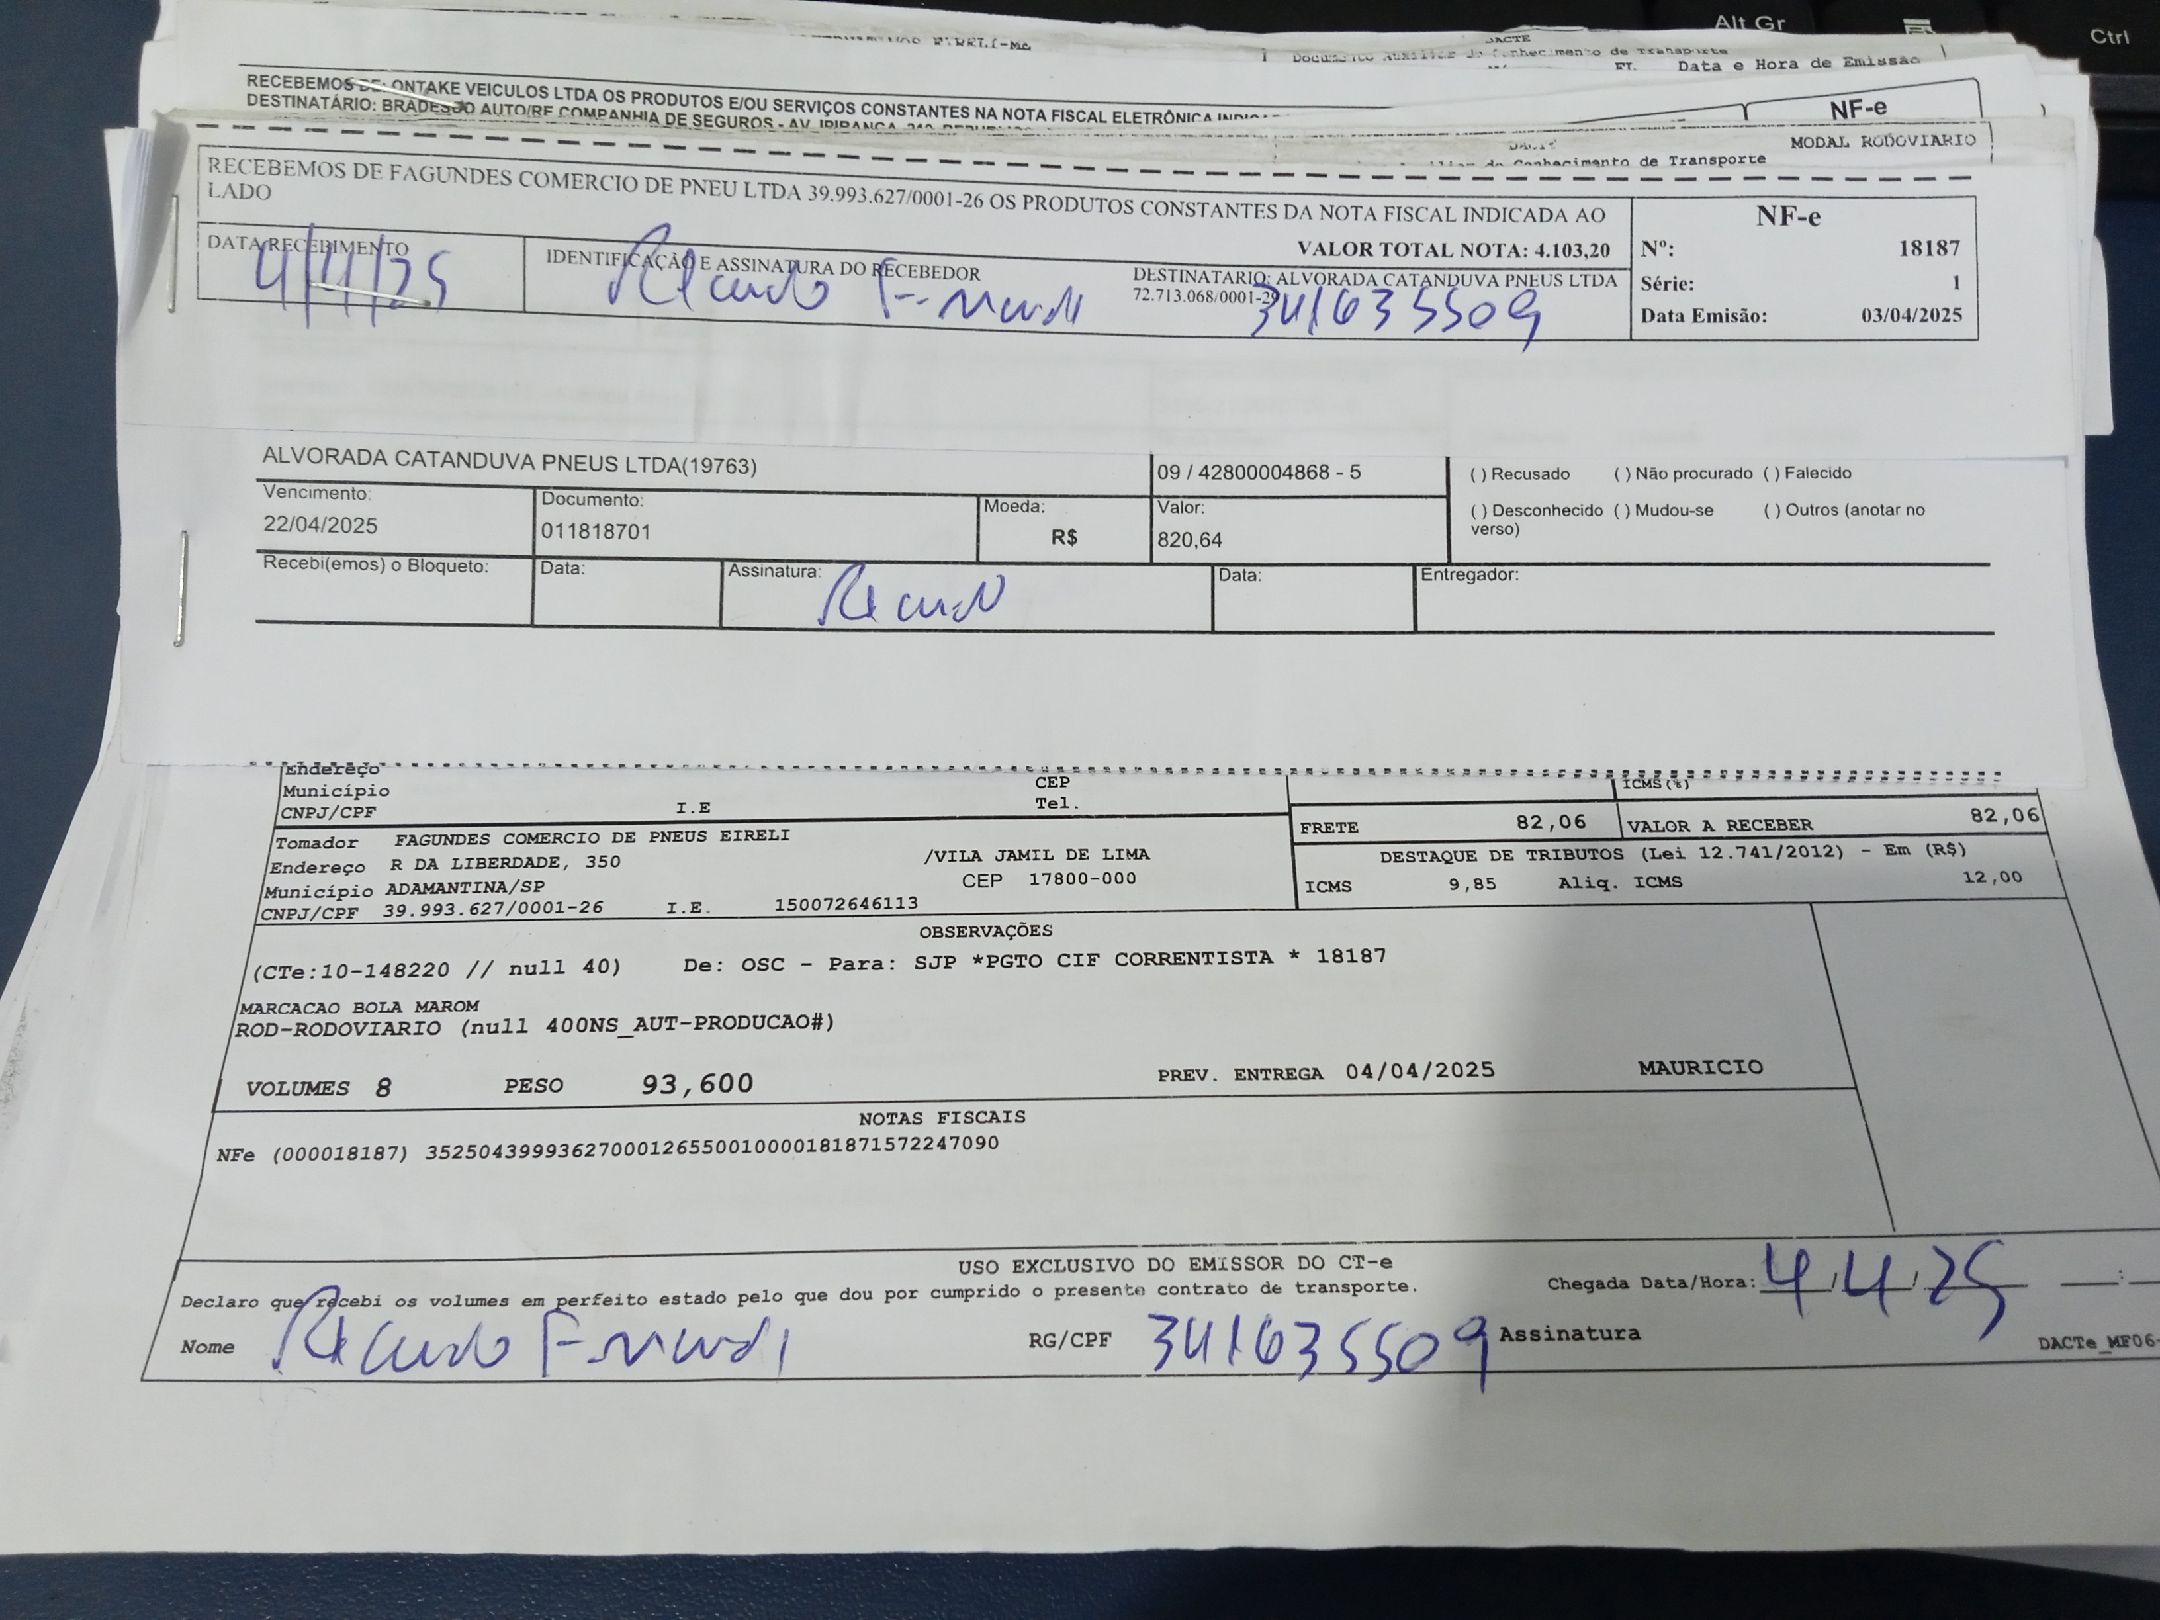 Alt Gr
Ctrl
DACTE
Data e Hora de Emissão
RECEBEMOS DE: ONTAKE VEICULOS LTDA OS PRODUTOS E/OU SERVIÇOS CONSTANTES NA NOTA FISCAL ELETRÔNICA
DESTINATÁRIO: BRADESCO AUTO/RE COMPANHIA DE SEGUROS - AV.
NF-e
MODAL RODOVIARIO
Conhecimento de Transporte
RECEBEMOS DE FAGUNDES COMERCIO DE PNEU LTDA 39.993.627/0001-26 OS PRODUTOS CONSTANTES DA NOTA FISCAL INDICADA AO
LADO
VALOR TOTAL NOTA: 4.103,20
NF-e
Nº: 18187
Série: 1
Data Emisão: 03/04/2025
DATA RECEBIMENTO
4/4/25
IDENTIFICAÇÃO E ASSINATURA DO RECEBEDOR
DESTINATARIO: ALVORADA CATANDUVA PNEUS LTDA
72.713.068/0001-29
341635509
ALVORADA CATANDUVA PNEUS LTDA(19763)
09 / 42800004868 - 5
( ) Recusado ( ) Não procurado ( ) Falecido
( ) Desconhecido ( ) Mudou-se ( ) Outros (anotar no
verso)
Vencimento: Documento: Moeda: Valor:
22/04/2025 011818701 R$ 820,64
Recebi(emos) o Bloqueto: Data: Assinatura: Data: Entregador:
Endereço
Município CEP
CNPJ/CPF I.E Tel.
ICMS(%)
FRETE 82,06 VALOR A RECEBER 82,06
Tomador FAGUNDES COMERCIO DE PNEUS EIRELI
Endereço R DA LIBERDADE, 350 /VILA JAMIL DE LIMA
Município ADAMANTINA/SP CEP 17800-000
CNPJ/CPF 39.993.627/0001-26 I.E. 150072646113
DESTAQUE DE TRIBUTOS (Lei 12.741/2012) - Em (R$)
ICMS 9,85 Aliq. ICMS 12,00
OBSERVAÇÕES
(CTe:10-148220 // null 40) De: OSC - Para: SJP *PGTO CIF CORRENTISTA * 18187
MARCACAO BOLA MAROM
ROD-RODOVIARIO (null 400NS_AUT-PRODUCAO#)
VOLUMES 8 PESO 93,600 PREV. ENTREGA 04/04/2025 MAURICIO
NOTAS FISCAIS
NFe (000018187) 35250439993627000126550010000181871572247090
USO EXCLUSIVO DO EMISSOR DO CT-e
Declaro que recebi os volumes em perfeito estado pelo que dou por cumprido o presente contrato de transporte.
Chegada Data/Hora: 4/4/25 __:
Nome RG/CPF 341635509 Assinatura
DACTe_MF06-